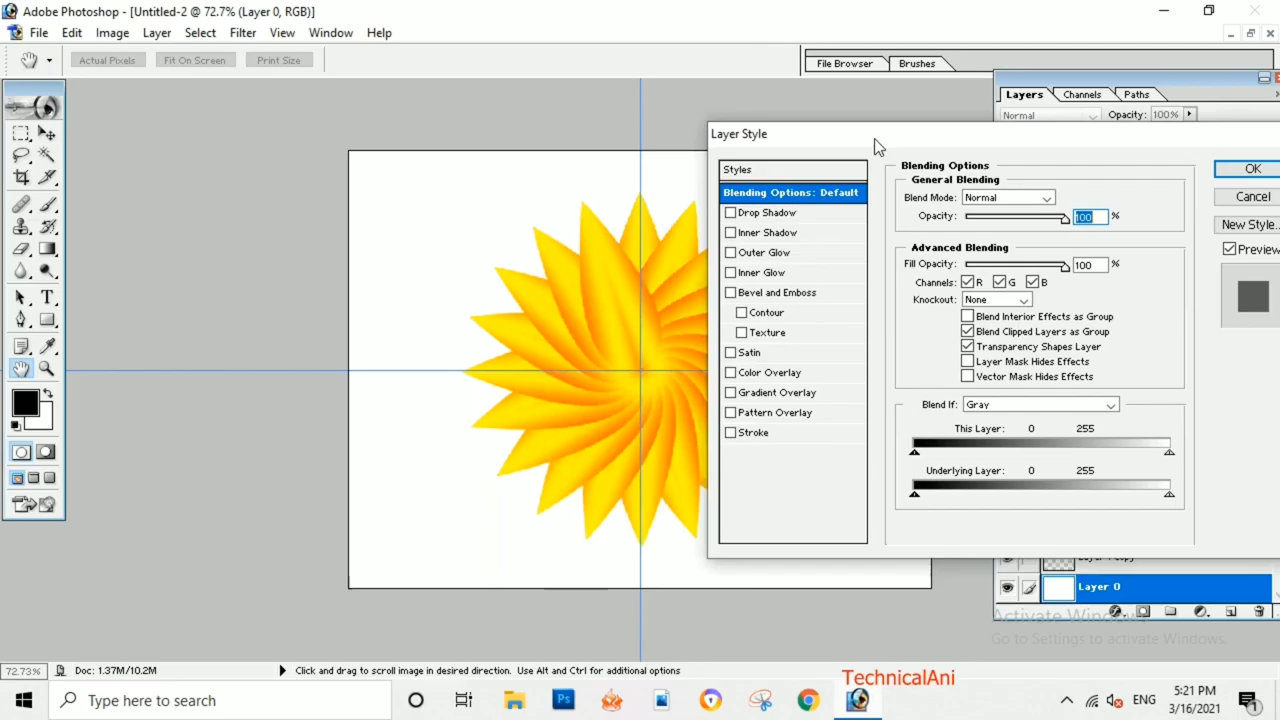 Adobe Photoshop - [Untitled-2 @ 72.7% (Layer 0, RGB)]
File Edit Image Layer Select Filter View Window Help
Actual Pixels Fit On Screen Print Size
File Browser Brushes
Layers Channels Paths
Normal Opacity: 100%
Layer Style
Styles
Blending Options: Default
Drop Shadow
Inner Shadow
Outer Glow
Inner Glow
Bevel and Emboss
Contour
Texture
Satin
Color Overlay
Gradient Overlay
Pattern Overlay
Stroke
Blending Options
General Blending
Blend Mode: Normal
Opacity: 100 %
Advanced Blending
Fill Opacity: 100 %
Channels: R G B
Knockout: None
Blend Interior Effects as Group
Blend Clipped Layers as Group
Transparency Shapes Layer
Layer Mask Hides Effects
Vector Mask Hides Effects
Blend If: Gray
This Layer: 0 255
Underlying Layer: 0 255
OK
Cancel
New Style...
Preview
Layer 0
Activate Windows
Go to Settings to activate Windows.
72.73% Doc: 1.37M/10.2M Click and drag to scroll image in desired direction. Use Alt and Ctrl for additional options
TechnicalAni
Type here to search
Ps
ENG
5:21 PM
3/16/2021
1